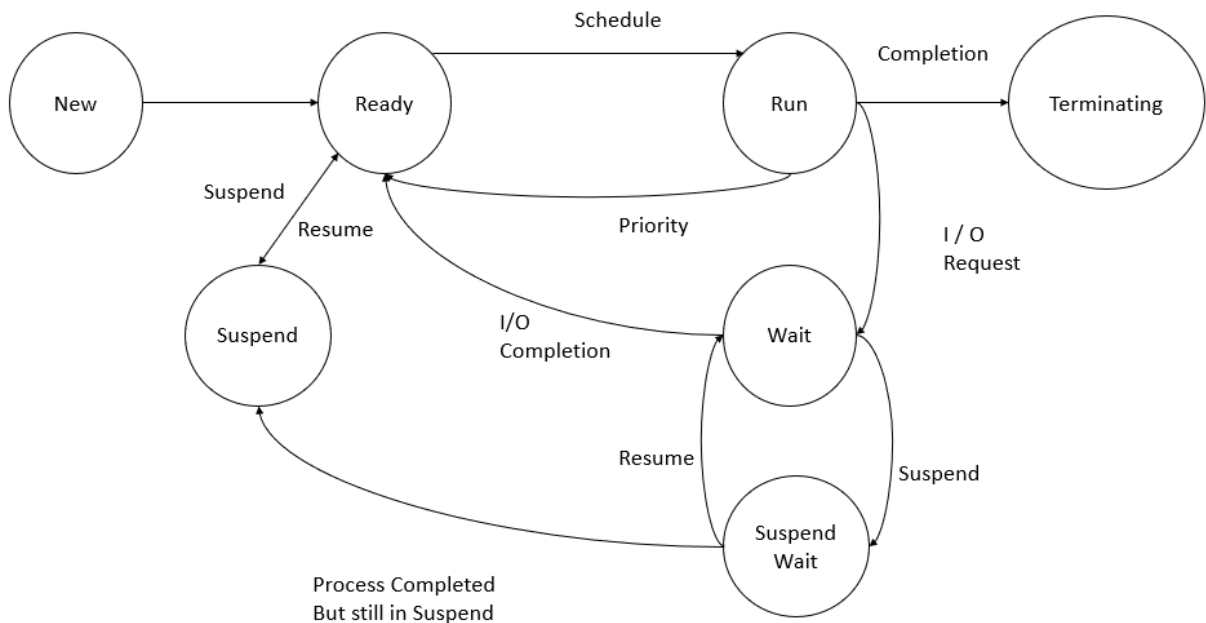 Schedule
Completion
New
Ready
Run
Terminating
Suspend
Resume
Priority
I / O
Request
Suspend
I/O
Completion
Wait
Resume
Suspend
Suspend
Wait
Process Completed
But still in Suspend